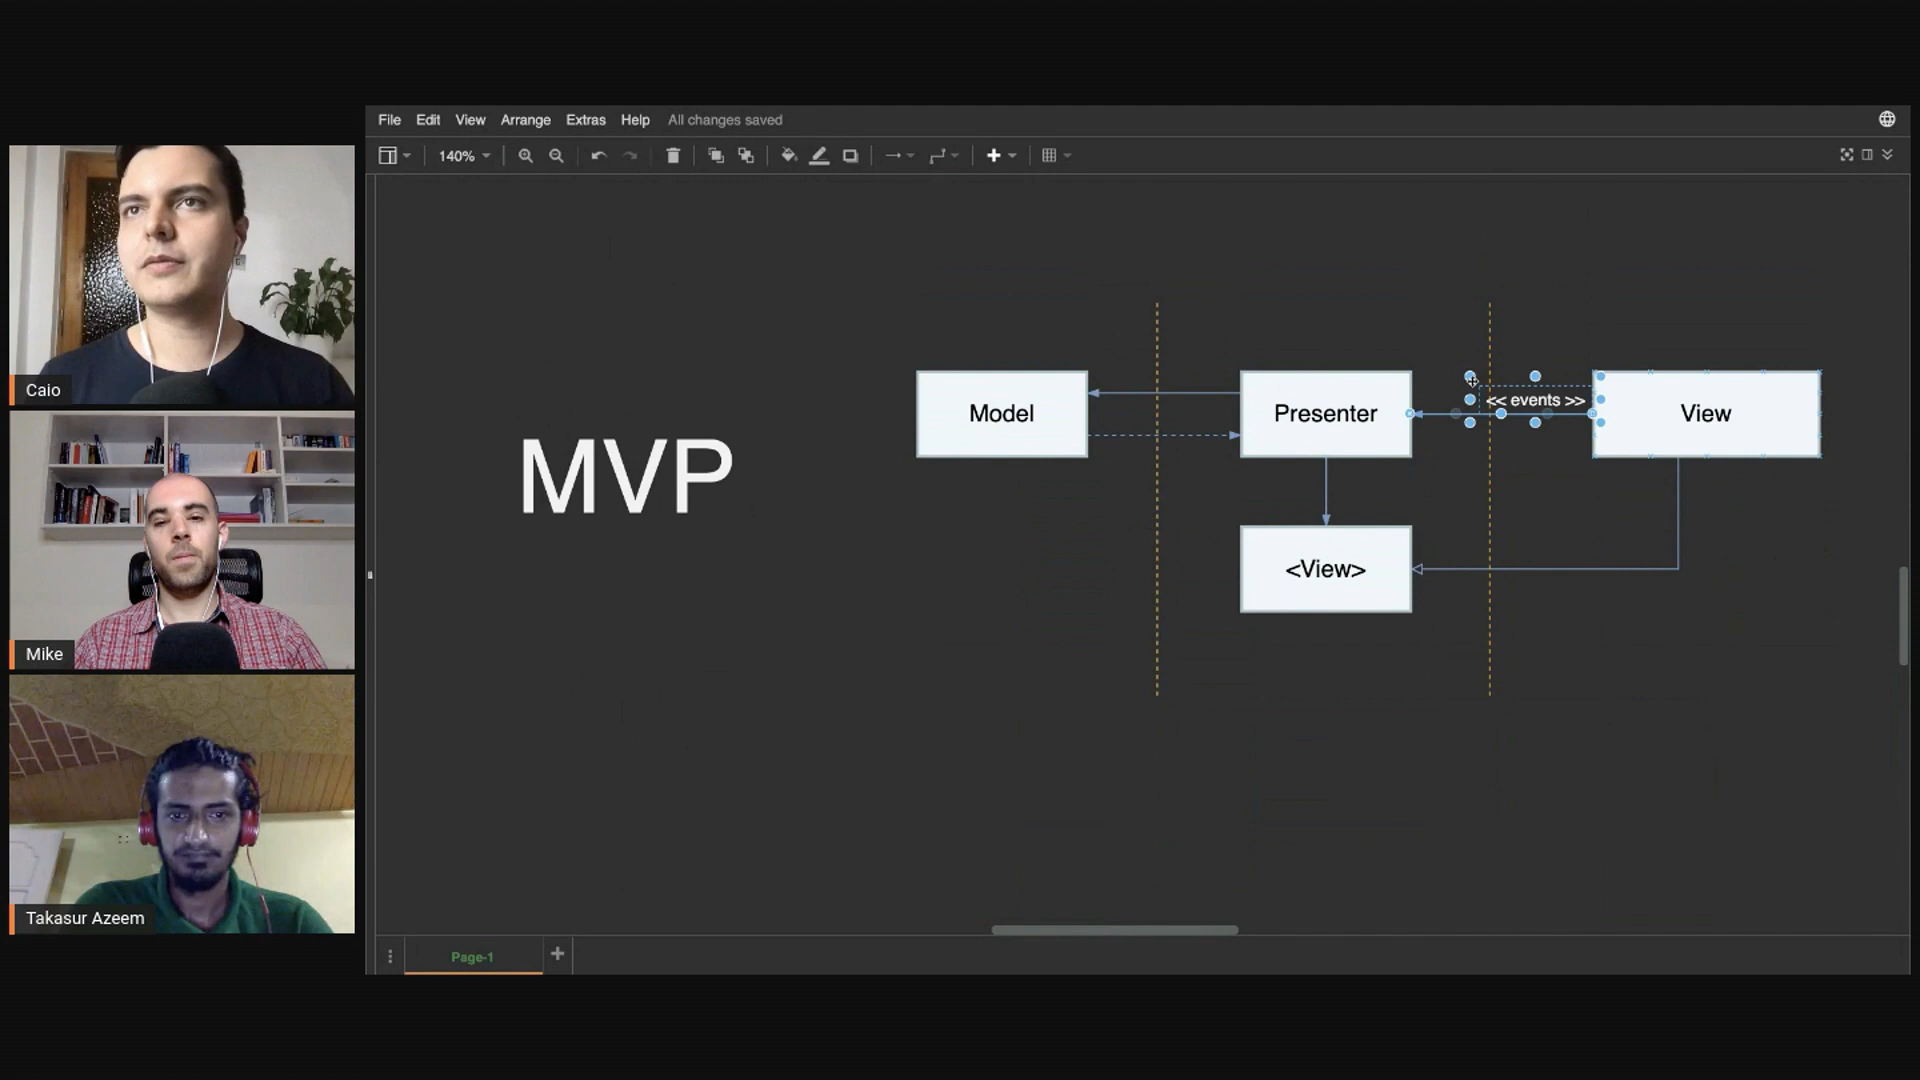 File Edit View Arrange Extras Help All changes saved
140%
Caio
Mike
Takasur Azeem
MVP
Model
Presenter
<< events >>
View
<View>
Page-1